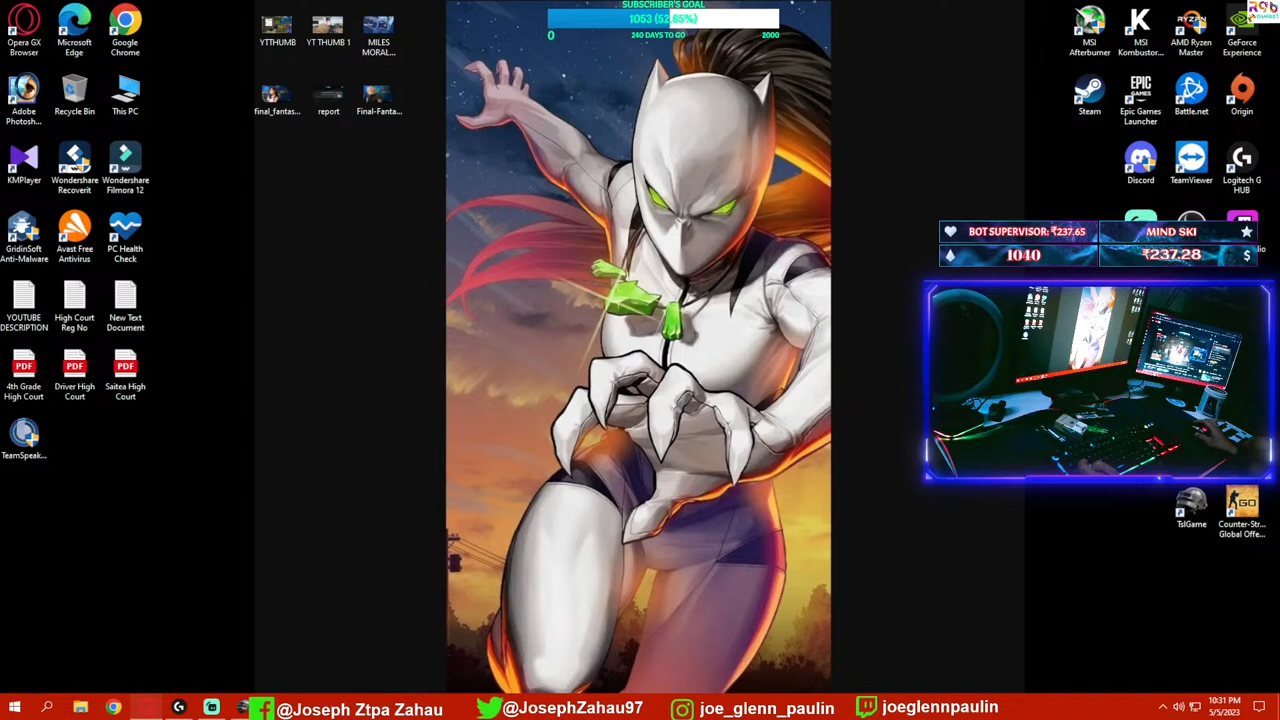 SUBSCRIBER'S GOAL
1053 (52.65%)
0
240 DAYS TO GO
2000
Opera GX
Browser
Microsoft
Edge
Google
Chrome
YTTHUMB
YT THUMB 1
MILES
MORAL...
MSI
Afterburner
MSI
Kombustor...
AMD Ryzen
Master
GeForce
Experience
Adobe
Photosh...
Recycle Bin
This PC
final_fantas...
report
Final-Fanta...
Steam
Epic Games
Launcher
Battle.net
Origin
KMPlayer
Wondershare
Recoverit
Wondershare
Filmora 12
Discord
TeamViewer
Logitech G
HUB
GridinSoft
Anti-Malware
Avast Free
Antivirus
PC Health
Check
BOT SUPERVISOR: ₹237.65
MIND SKI
1040
₹237.28
YOUTUBE
DESCRIPTION
High Court
Reg No
New Text
Document
4th Grade
High Court
Driver High
Court
Saitea High
Court
TeamSpeak...
TslGame
Counter-Str...
Global Offe...
@Joseph Ztpa Zahau
@JosephZahau97
joe_glenn_paulin
joeglennpaulin
10:31 PM
5/5/2023